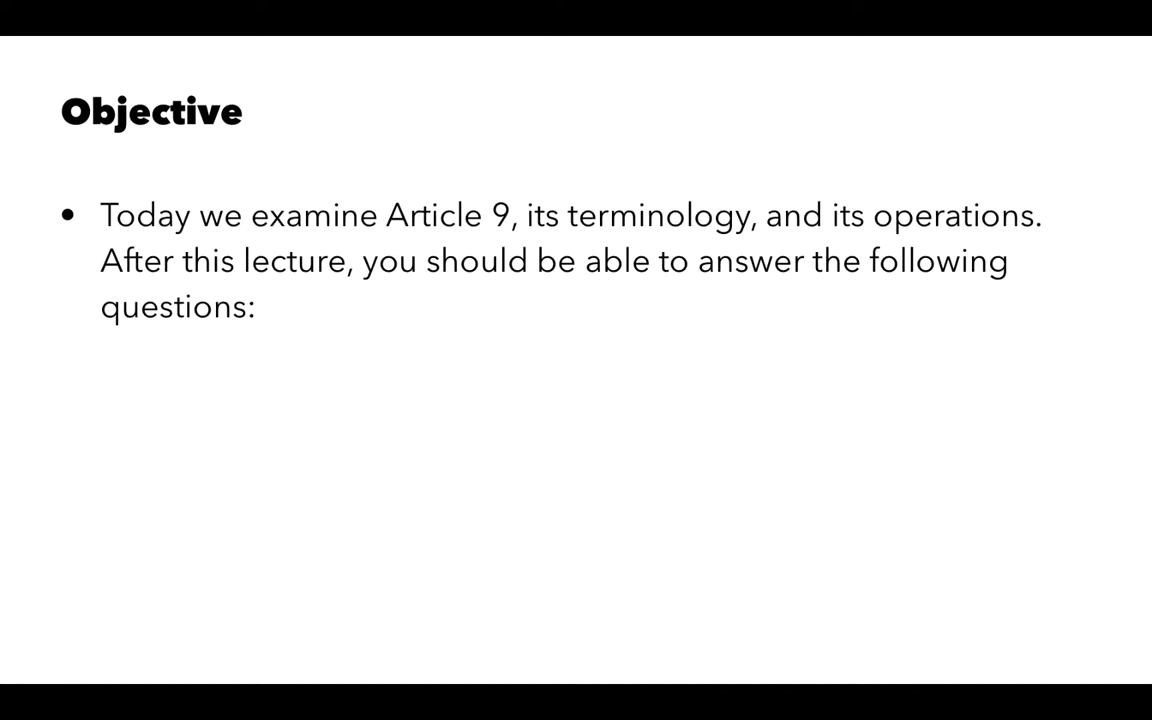 Objective
• Today we examine Article 9, its terminology, and its operations.
After this lecture, you should be able to answer the following
questions: